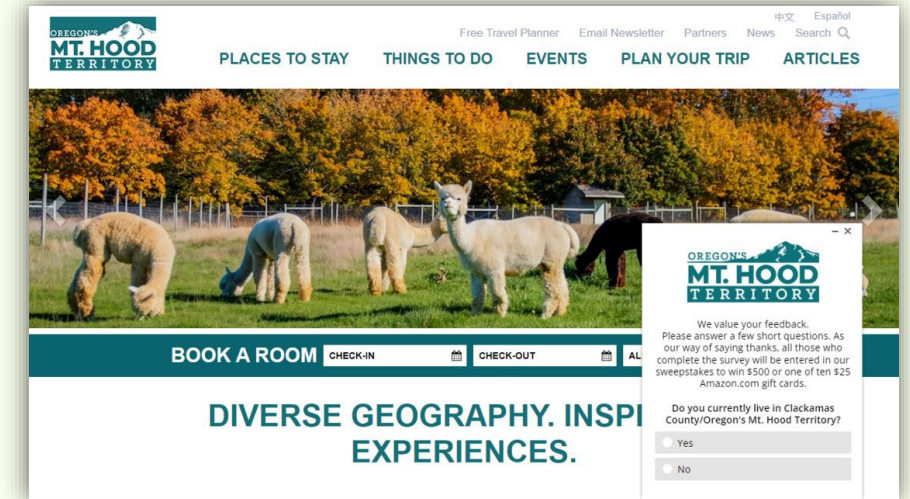 中文 Español
OREGON'S
MT. HOOD
TERRITORY
Free Travel Planner Email Newsletter Partners News Search
PLACES TO STAY THINGS TO DO EVENTS PLAN YOUR TRIP ARTICLES
BOOK A ROOM CHECK-IN CHECK-OUT AL
DIVERSE GEOGRAPHY. INSPI
EXPERIENCES.
OREGON'S
MT. HOOD
TERRITORY
We value your feedback.
Please answer a few short questions. As
our way of saying thanks, all those who
complete the survey will be entered in our
sweepstakes to win $500 or one of ten $25
Amazon.com gift cards.
Do you currently live in Clackamas
County/Oregon's Mt. Hood Territory?
Yes
No